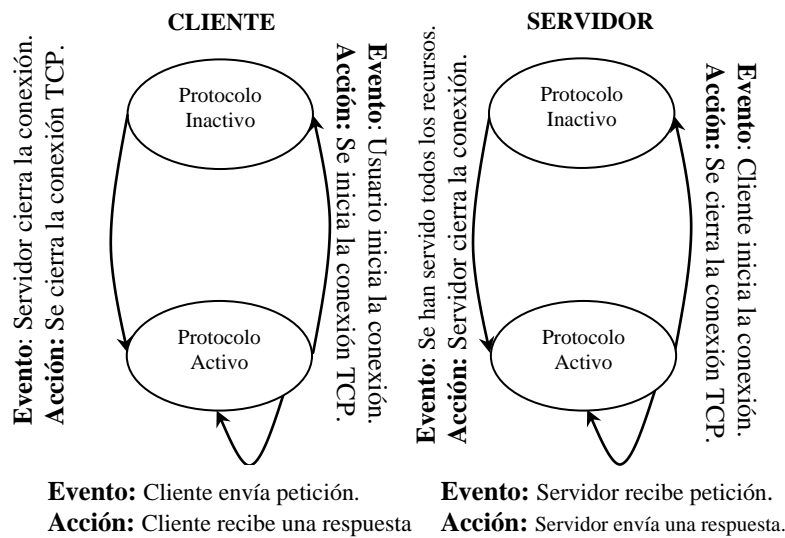 CLIENTE
Evento: Servidor cierra la conexión.
Acción: Se cierra la conexión TCP.
Protocolo
Inactivo
Evento: Usuario inicia la conexión.
Acción: Se inicia la conexión TCP.
Protocolo
Activo
Evento: Cliente envía petición.
Acción: Cliente recibe una respuesta
SERVIDOR
Evento: Se han servido todos los recursos.
Acción: Servidor cierra la conexión.
Protocolo
Inactivo
Evento: Cliente inicia la conexión.
Acción: Se cierra la conexión TCP.
Protocolo
Activo
Evento: Servidor recibe petición.
Acción: Servidor envía una respuesta.